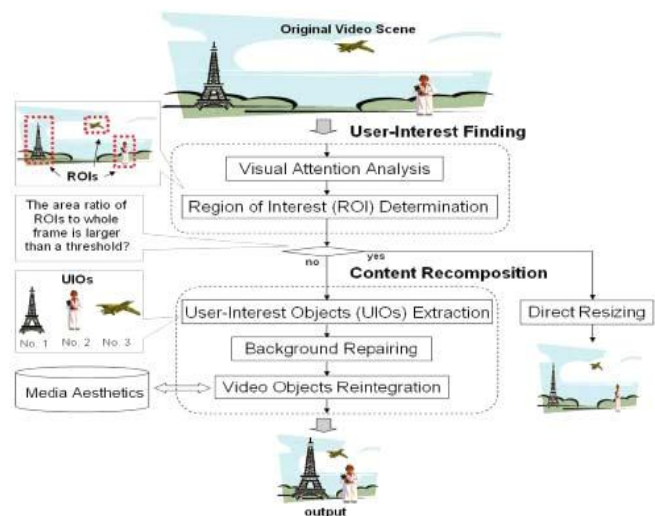 Original Video Scene
User-Interest Finding
ROIs
Visual Attention Analysis
Region of Interest (ROI) Determination
The area ratio of
ROIs to whole
frame is larger
than a threshold?
no
yes
Content Recomposition
UIOs
No. 1 No. 2 No. 3
User-Interest Objects (UIOs) Extraction
Direct Resizing
Background Repairing
Media Aesthetics
Video Objects Reintegration
output